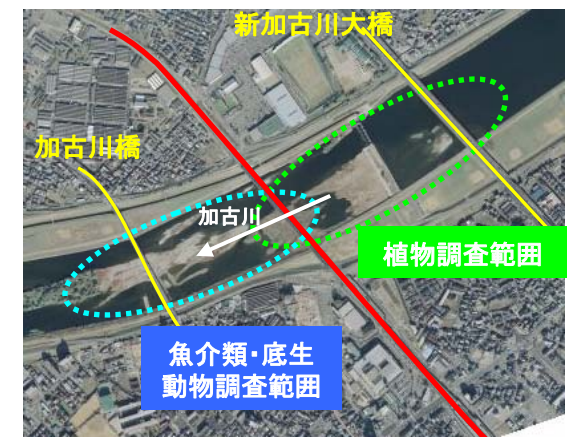 新加古川大橋
加古川橋
加古川
植物調査範囲
魚介類・底生
動物調査範囲